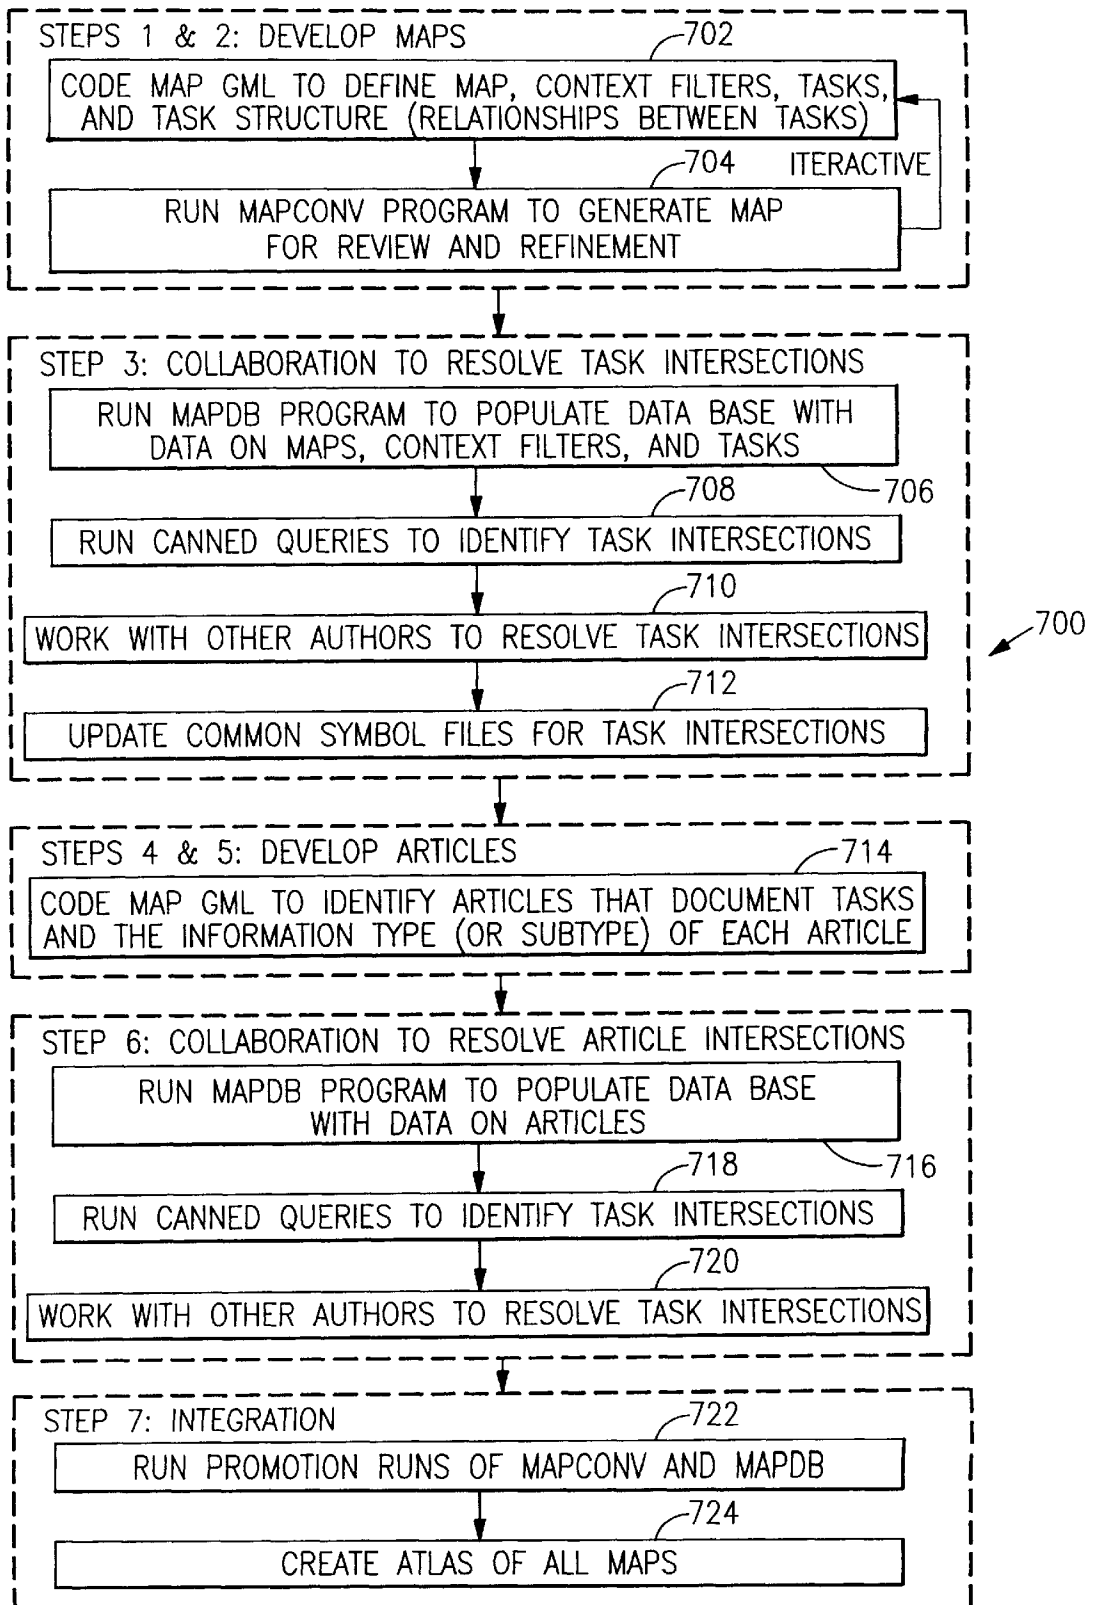 STEPS 1 & 2: DEVELOP MAPS
702
CODE MAP GML TO DEFINE MAP, CONTEXT FILTERS, TASKS,
AND TASK STRUCTURE (RELATIONSHIPS BETWEEN TASKS)
704
ITERACTIVE
RUN MAPCONV PROGRAM TO GENERATE MAP
FOR REVIEW AND REFINEMENT
STEP 3: COLLABORATION TO RESOLVE TASK INTERSECTIONS
RUN MAPDB PROGRAM TO POPULATE DATA BASE WITH
DATA ON MAPS, CONTEXT FILTERS, AND TASKS
706
708
RUN CANNED QUERIES TO IDENTIFY TASK INTERSECTIONS
710
WORK WITH OTHER AUTHORS TO RESOLVE TASK INTERSECTIONS
700
712
UPDATE COMMON SYMBOL FILES FOR TASK INTERSECTIONS
STEPS 4 & 5: DEVELOP ARTICLES
714
CODE MAP GML TO IDENTIFY ARTICLES THAT DOCUMENT TASKS
AND THE INFORMATION TYPE (OR SUBTYPE) OF EACH ARTICLE
STEP 6: COLLABORATION TO RESOLVE ARTICLE INTERSECTIONS
RUN MAPDB PROGRAM TO POPULATE DATA BASE
WITH DATA ON ARTICLES
716
718
RUN CANNED QUERIES TO IDENTIFY TASK INTERSECTIONS
720
WORK WITH OTHER AUTHORS TO RESOLVE TASK INTERSECTIONS
STEP 7: INTEGRATION
722
RUN PROMOTION RUNS OF MAPCONV AND MAPDB
724
CREATE ATLAS OF ALL MAPS